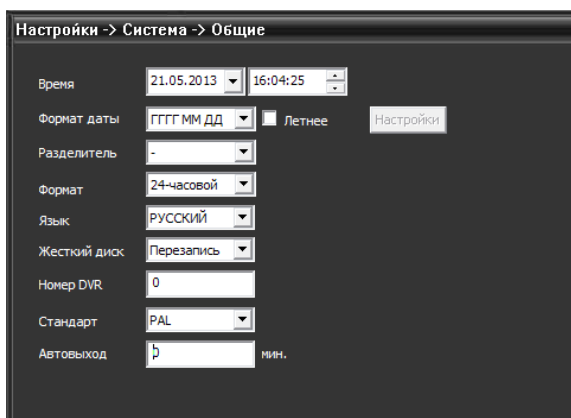 Настройки -> Система -> Общие
Время 21.05.2013 16:04:25
Формат даты ГГГГ ММ ДД Летнее Настройки
Разделитель -
Формат 24-часовой
Язык РУССКИЙ
Жесткий диск Перезапись
Номер DVR 0
Стандарт PAL
Автовыход мин.